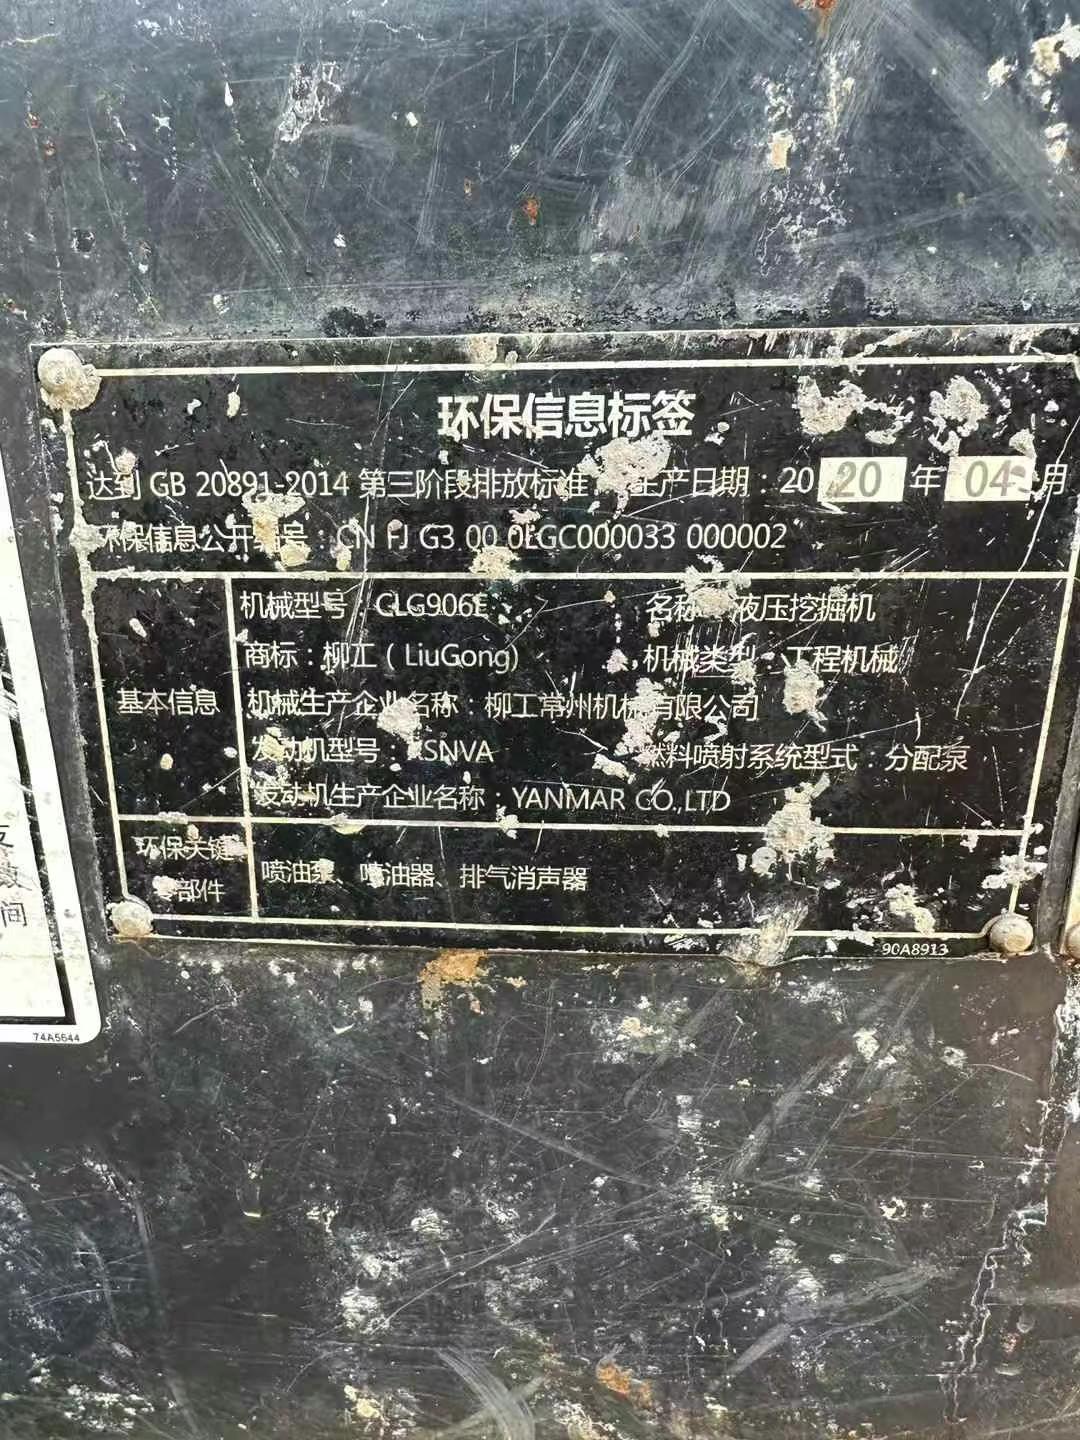 环保信息标签
达到 GB 20891-2014 第三阶段排放标准 生产日期：2020 年 04 月
环保信息公开编号：CN FJ G3 00 0LGC000033 000002
机械型号：CLG906E 名称：液压挖掘机
商标：柳工（LiuGong) 机械类型：工程机械
基本信息 机械生产企业名称：柳工常州机械有限公司
发动机型号： 燃料喷射系统型式：分配泵
发动机生产企业名称：YANMAR CO.,LTD
环保关键 喷油泵、喷油器、排气消声器
零部件
90A8913
间
74A5644